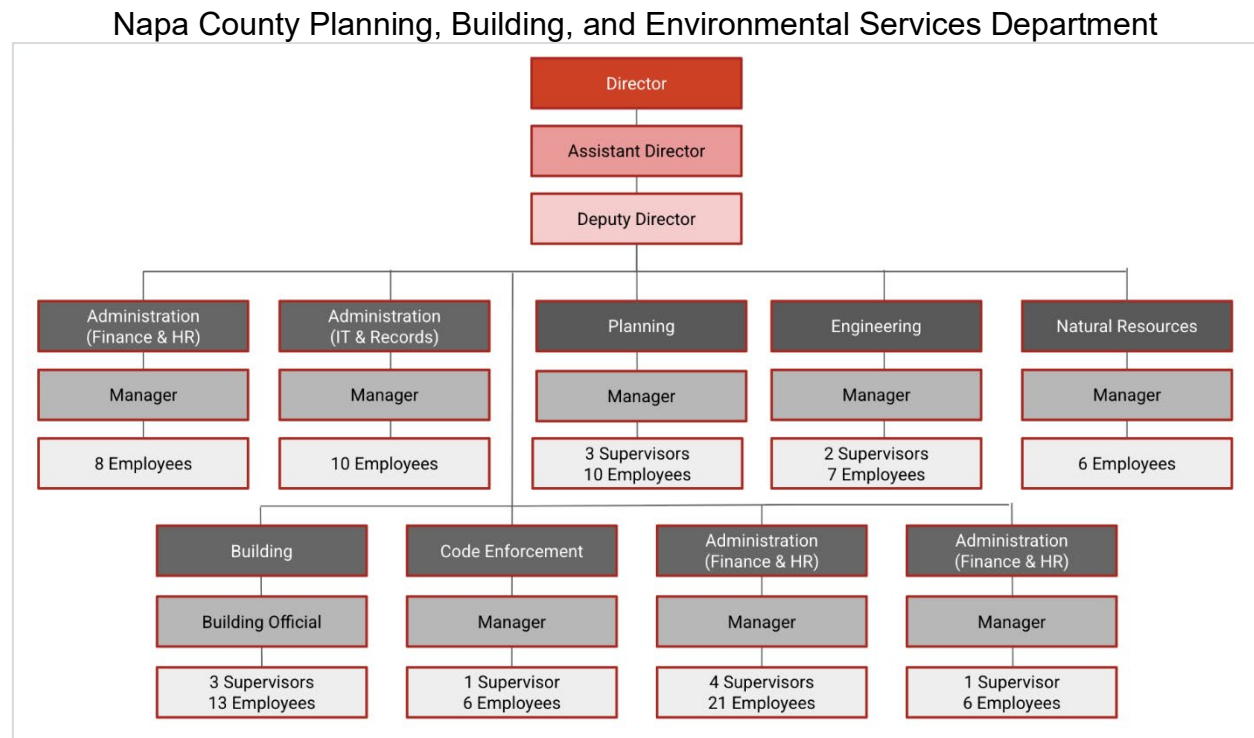 Napa County Planning, Building, and Environmental Services Department
Director
Assistant Director
Deputy Director
Administration
(Finance & HR)
Manager
8 Employees
Administration
(IT & Records)
Manager
10 Employees
Planning
Manager
3 Supervisors
10 Employees
Engineering
Manager
2 Supervisors
7 Employees
Natural Resources
Manager
6 Employees
Building
Building Official
3 Supervisors
13 Employees
Code Enforcement
Manager
1 Supervisor
6 Employees
Administration
(Finance & HR)
Manager
4 Supervisors
21 Employees
Administration
(Finance & HR)
Manager
1 Supervisor
6 Employees